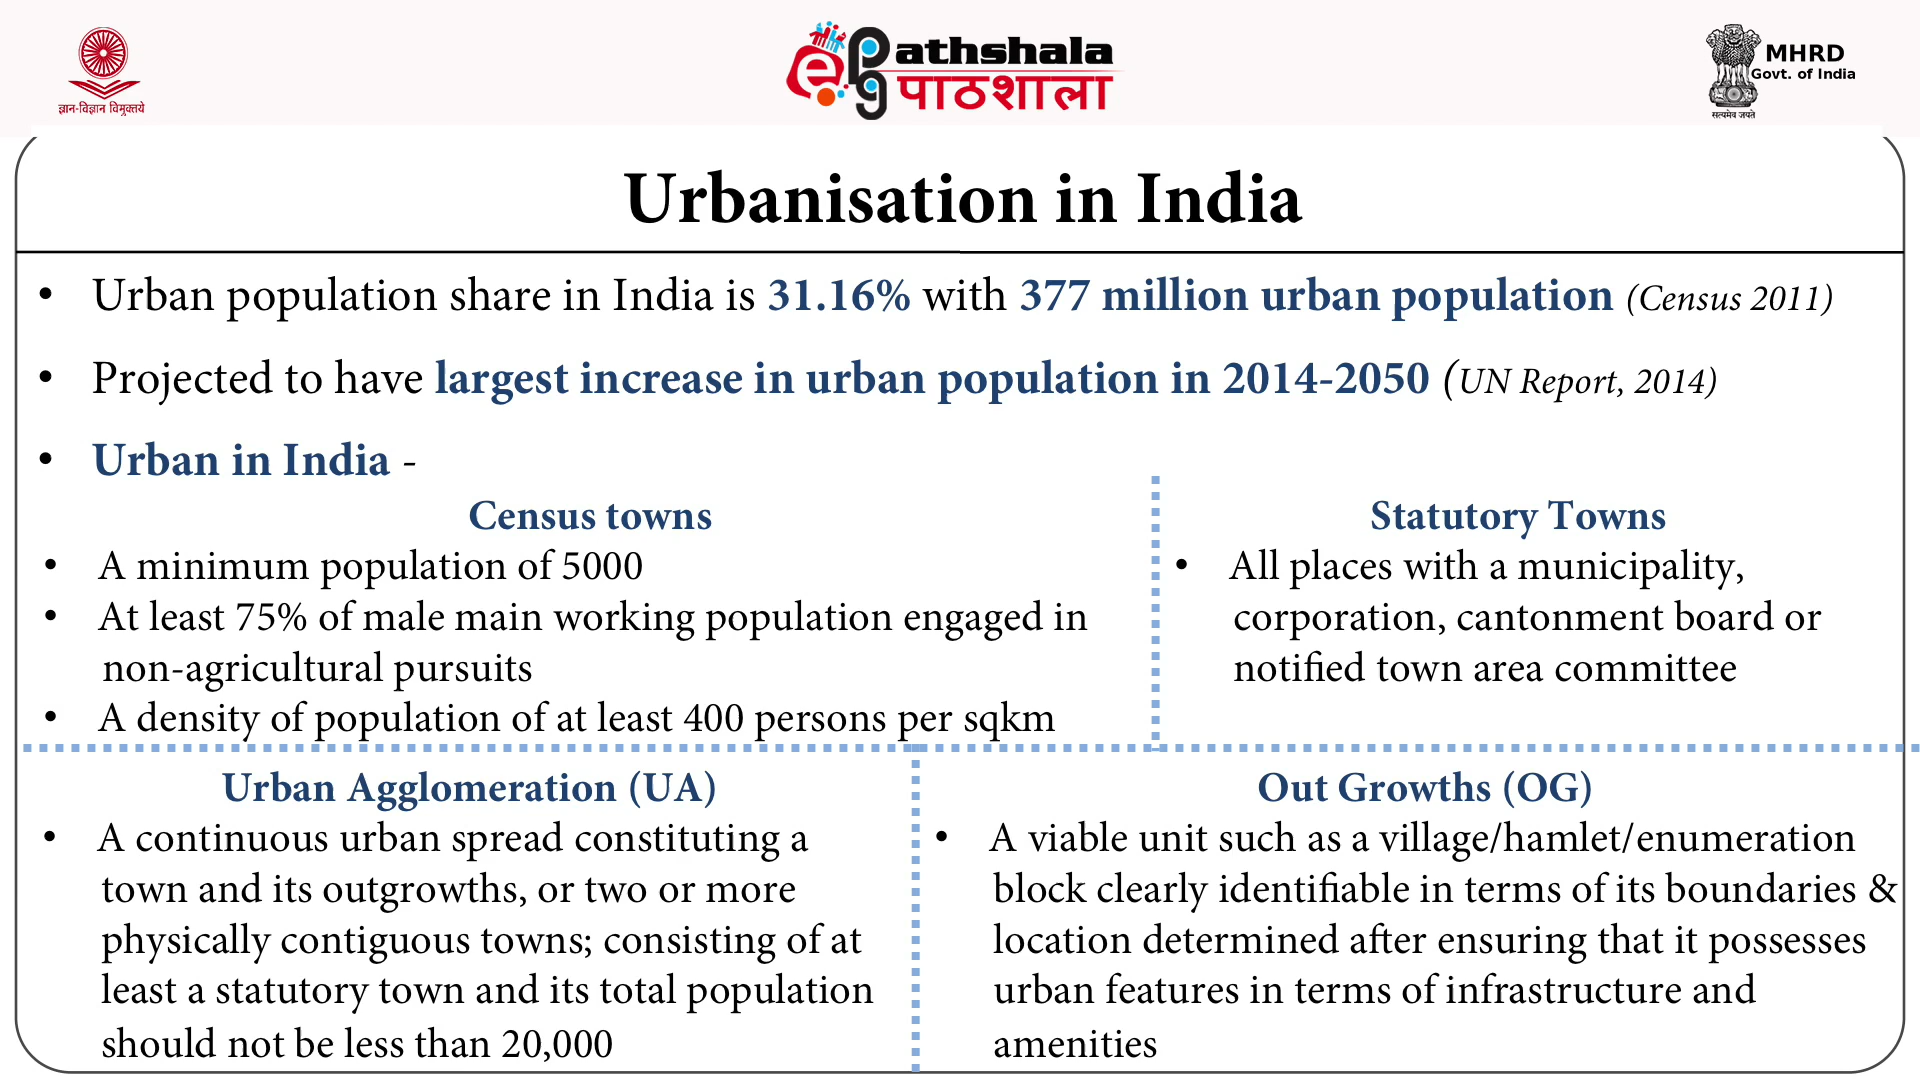 ज्ञान-विज्ञान विमुक्तये
ePathshala
पाठशाला
MHRD
Govt. of India
सत्यमेव जयते
Urbanisation in India
• Urban population share in India is 31.16% with 377 million urban population (Census 2011)
• Projected to have largest increase in urban population in 2014-2050 (UN Report, 2014)
• Urban in India -
Census towns
• A minimum population of 5000
• At least 75% of male main working population engaged in
non-agricultural pursuits
• A density of population of at least 400 persons per sqkm
Statutory Towns
• All places with a municipality,
corporation, cantonment board or
notified town area committee
Urban Agglomeration (UA)
• A continuous urban spread constituting a
town and its outgrowths, or two or more
physically contiguous towns; consisting of at
least a statutory town and its total population
should not be less than 20,000
Out Growths (OG)
• A viable unit such as a village/hamlet/enumeration
block clearly identifiable in terms of its boundaries &
location determined after ensuring that it possesses
urban features in terms of infrastructure and
amenities